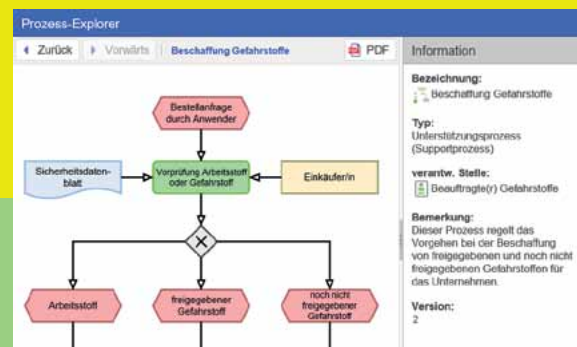 Prozess-Explorer
Zurück
Vorwärts
Beschaffung Gefahrstoffe
PDF
Bestellanfrage
durch Anwender
Sicherheitsdaten-
blatt
Vorprüfung Arbeitsstoff
oder Gefahrstoff
Einkäufer/in
Arbeitsstoff
freigegebener
Gefahrstoff
noch nicht
freigegebener
Gefahrstoff
Information
Bezeichnung:
Beschaffung Gefahrstoffe
Typ:
Unterstützungsprozess
(Supportprozess)
verantw. Stelle:
Beauftragte(r) Gefahrstoffe
Bemerkung:
Dieser Prozess regelt das
Vorgehen bei der Beschaffung
von freigegebenen und noch nicht
freigegebenen Gefahrstoffen für
das Unternehmen.
Version:
2